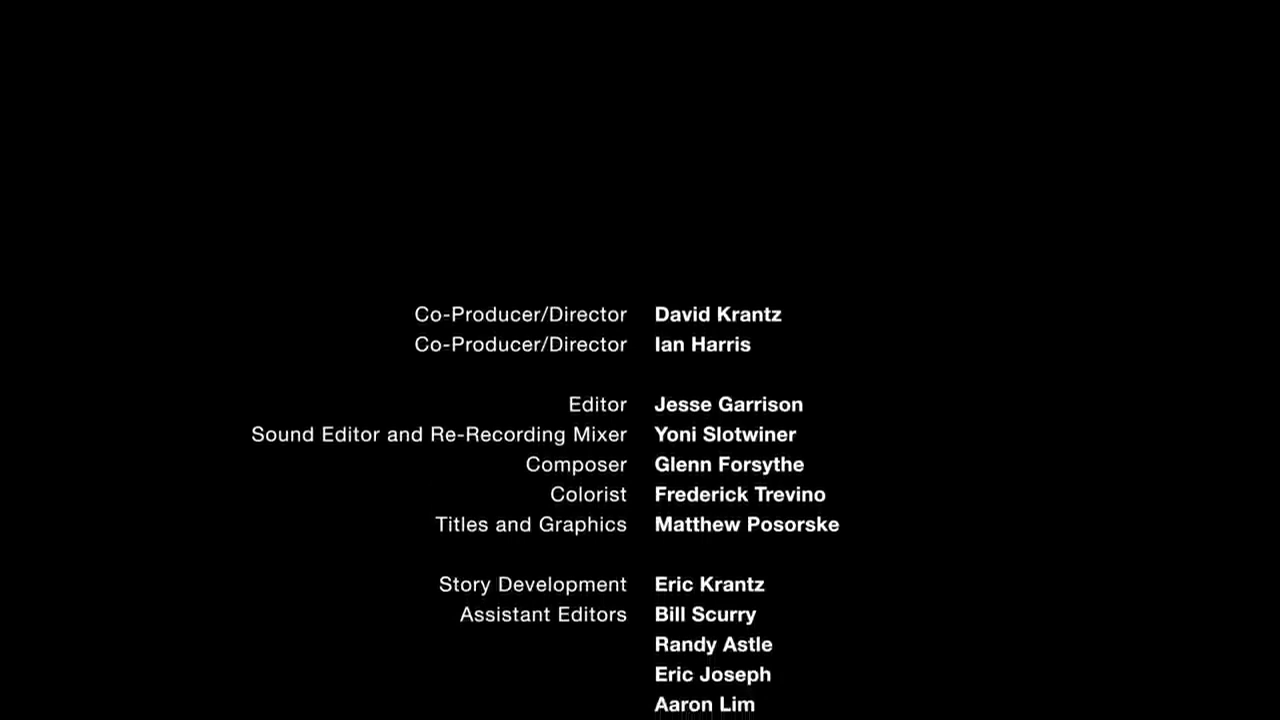 Co-Producer/Director David Krantz
Co-Producer/Director Ian Harris
Editor Jesse Garrison
Sound Editor and Re-Recording Mixer Yoni Slotwiner
Composer Glenn Forsythe
Colorist Frederick Trevino
Titles and Graphics Matthew Posorske
Story Development Eric Krantz
Assistant Editors Bill Scurry
Randy Astle
Eric Joseph
Aaron Lim